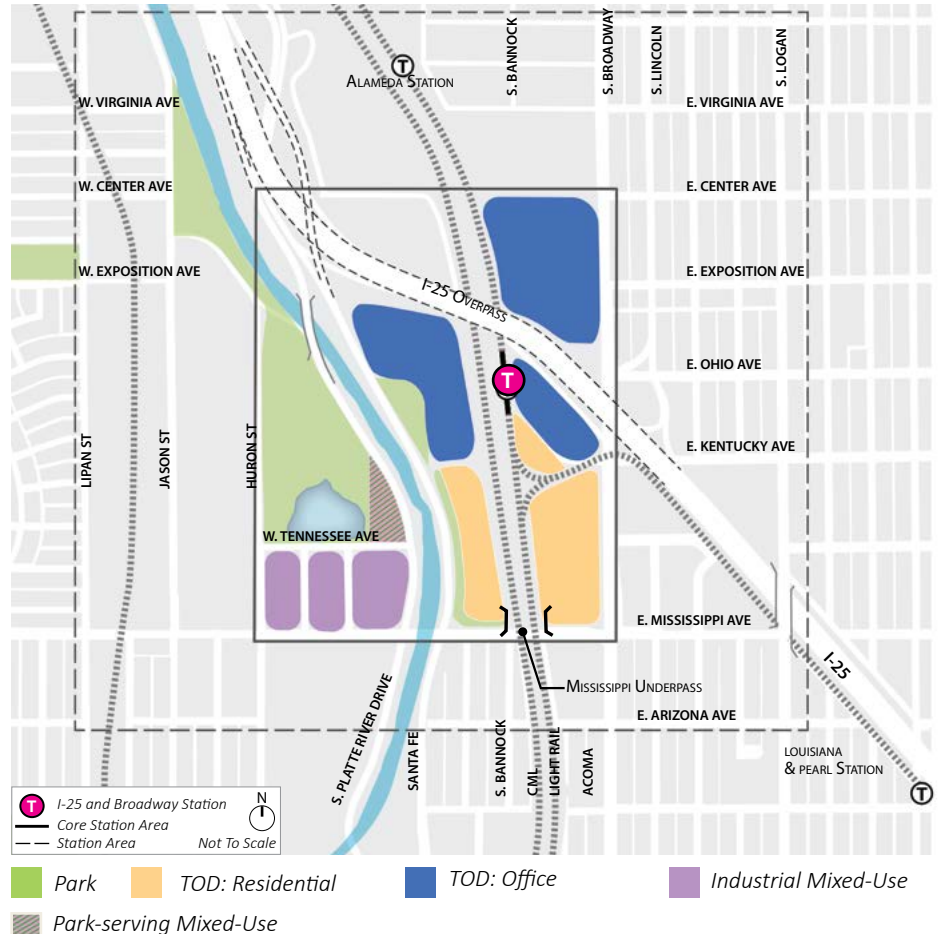 S. BANNOCK
S. BROADWAY
S. LINCOLN
S. LOGAN
T
ALAMEDA STATION
W. VIRGINIA AVE
E. VIRGINIA AVE
W. CENTER AVE
E. CENTER AVE
W. EXPOSITION AVE
E. EXPOSITION AVE
I-25 OVERPASS
E. OHIO AVE
T
E. KENTUCKY AVE
LIPAN ST
JASON ST
HURON ST
W. TENNESSEE AVE
E. MISSISSIPPI AVE
I-25
MISSISSIPPI UNDERPASS
E. ARIZONA AVE
S. PLATTE RIVER DRIVE
SANTA FE
S. BANNOCK
CML
LIGHT RAIL
ACOMA
LOUISIANA
& PEARL STATION
T
T I-25 and Broadway Station
Core Station Area
Station Area
Not To Scale
N
Park
TOD: Residential
TOD: Office
Industrial Mixed-Use
Park-serving Mixed-Use